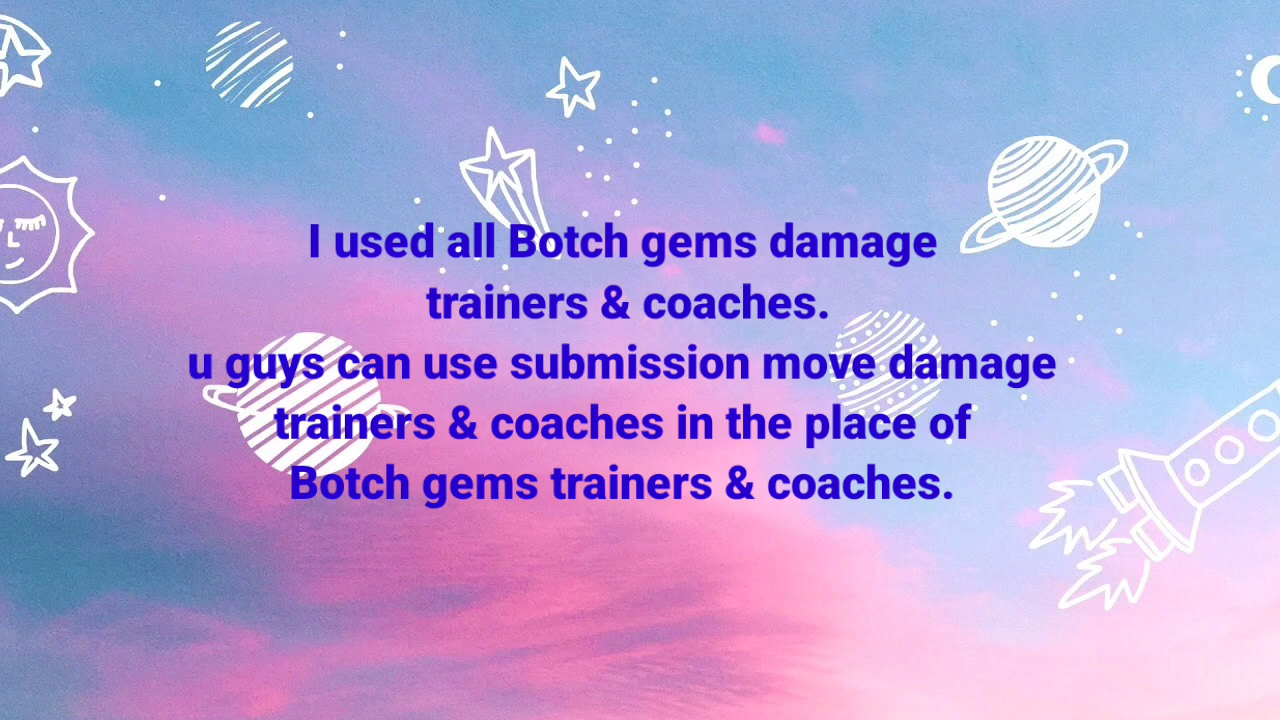 I used all Botch gems damage
trainers & coaches.
u guys can use submission move damage
trainers & coaches in the place of
Botch gems trainers & coaches.